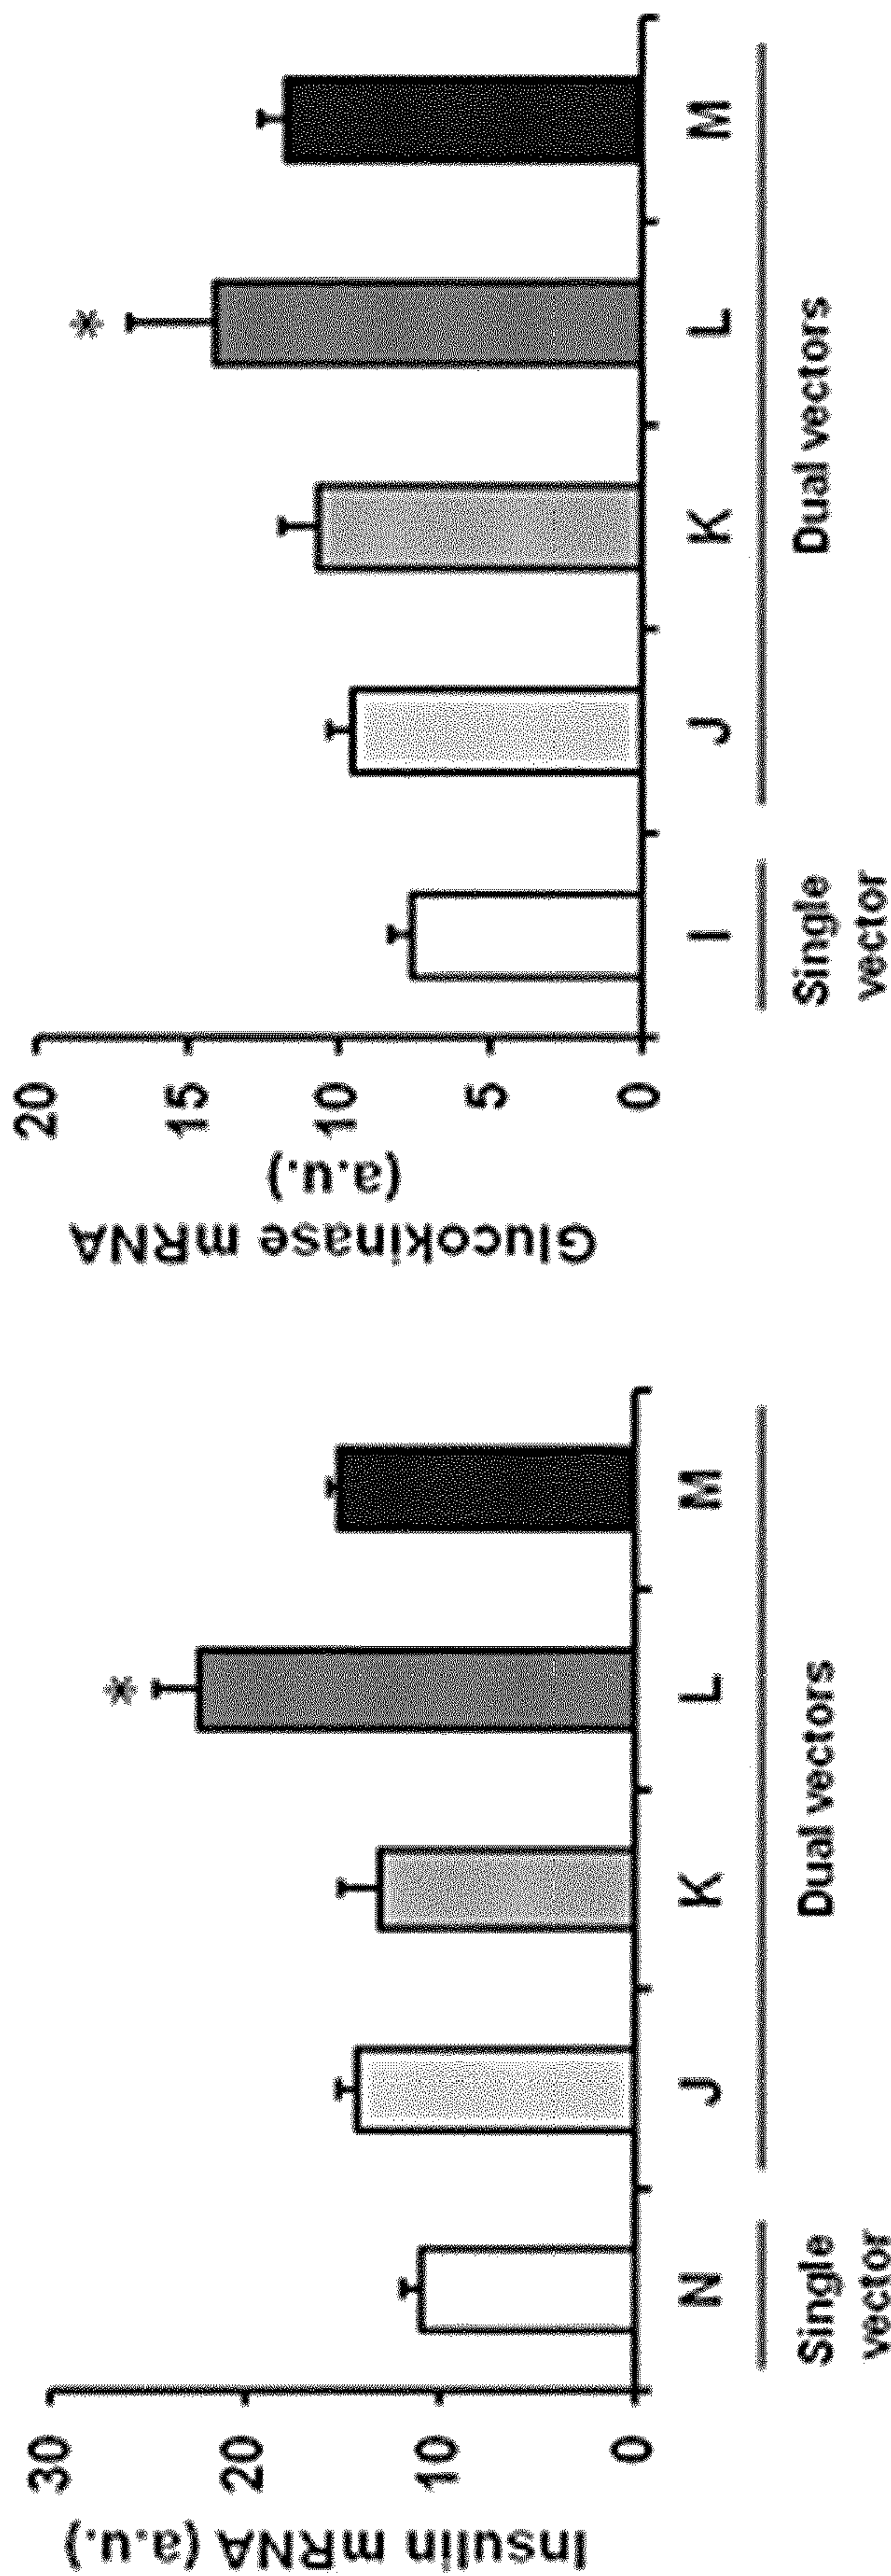 Insulin mRNA (a.u.)
30
20
10
0
*
N
J
K
L
M
Single
vector
Dual vectors
Glucokinase mRNA
(a.u.)
20
15
10
5
0
*
I
J
K
L
M
Single
vector
Dual vectors